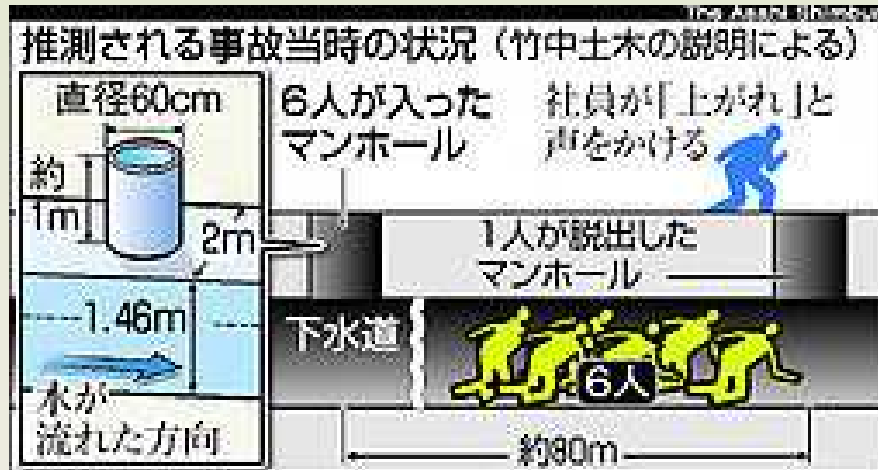 The Asahi Shimbun
推測される事故当時の状況（竹中土木の説明による）
直径60cm
約
1m
2m
1.46m
水が
流れた方向
6人が入った
マンホール
社員が「上がれ」と
声をかける
1人が脱出した
マンホール
下水道
6人
約80m